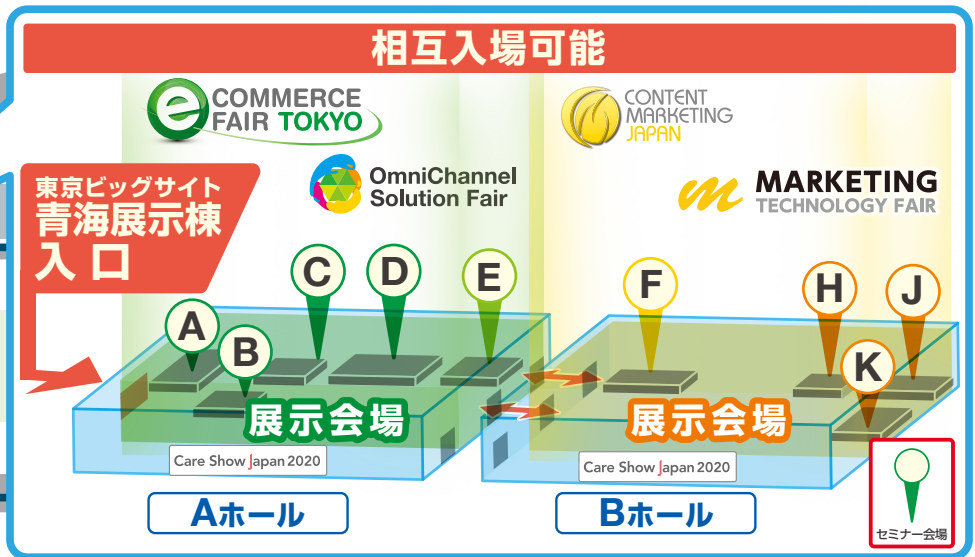 相互入場可能
e COMMERCE
FAIR TOKYO
CONTENT
MARKETING
JAPAN
OmniChannel
Solution Fair
MARKETING
TECHNOLOGY FAIR
東京ビッグサイト
青海展示棟
入口
A
B
C
D
E
F
H
J
K
展示会場
展示会場
Care Show Japan 2020
Care Show Japan 2020
Aホール
Bホール
セミナー会場